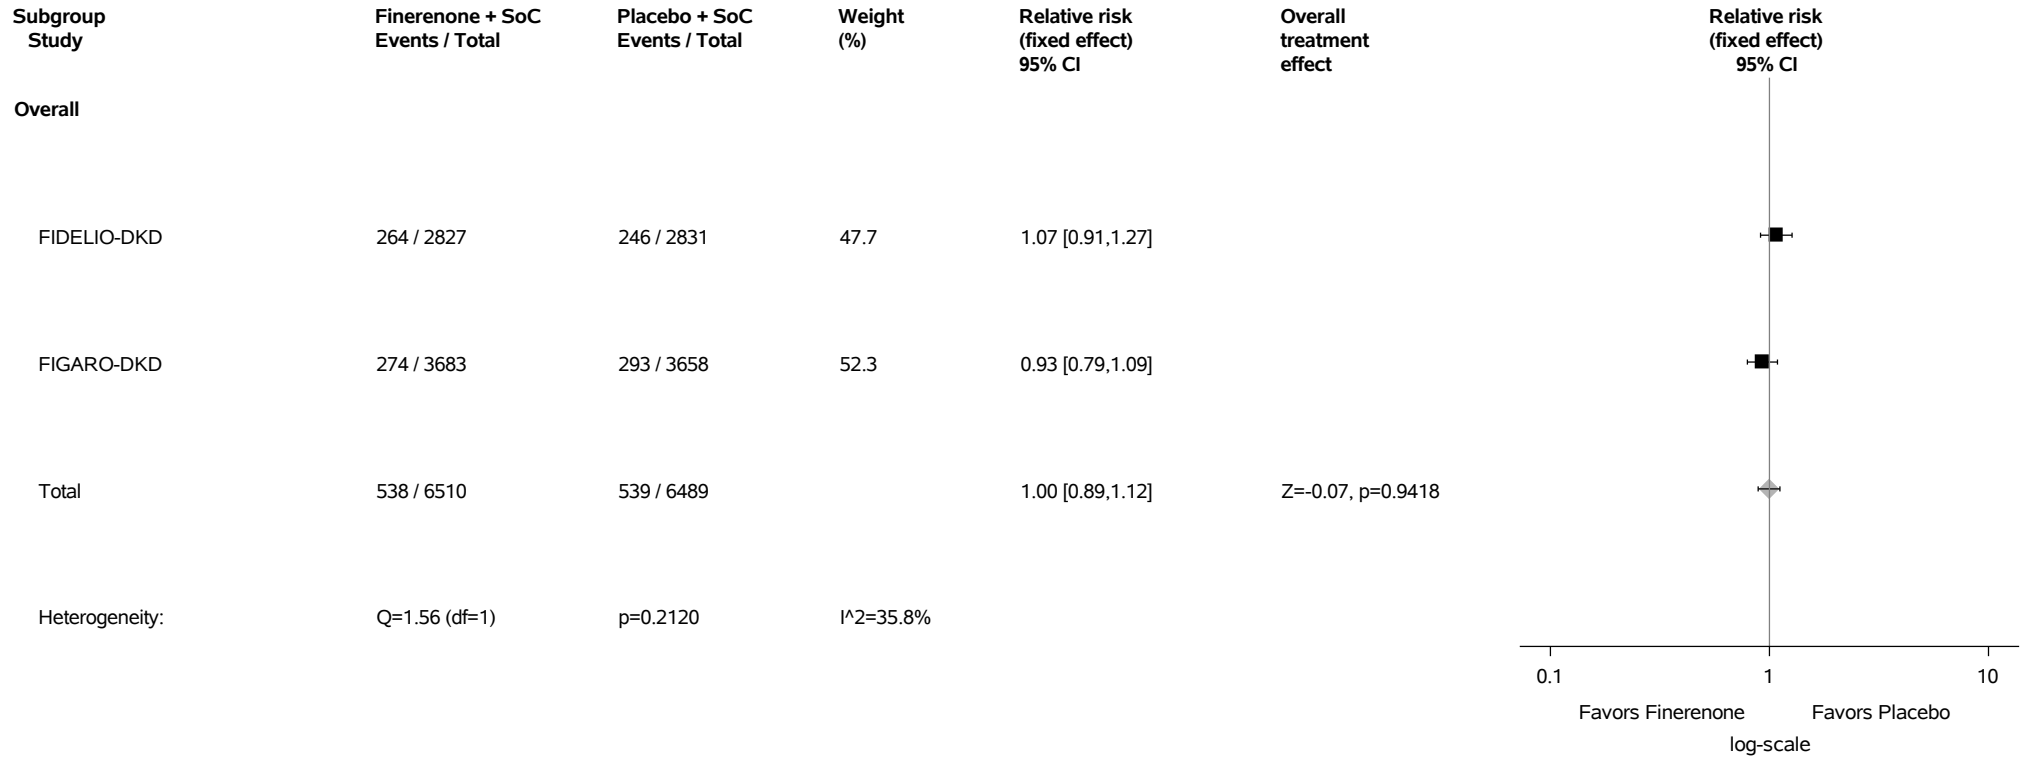 Subgroup Finerenone + SoC Placebo + SoC Weight Relative risk Overall Relative risk
Study Events / Total Events / Total (%) (fixed effect) treatment (fixed effect)
95% CI effect 95% CI
Overall
FIDELIO-DKD 264 / 2827 246 / 2831 47.7 1.07 [0.91,1.27]
FIGARO-DKD 274 / 3683 293 / 3658 52.3 0.93 [0.79,1.09]
Total 538 / 6510 539 / 6489 1.00 [0.89,1.12] Z=-0.07, p=0.9418
Heterogeneity: Q=1.56 (df=1) p=0.2120 I^2=35.8%
0.1 1 10
Favors Finerenone Favors Placebo
log-scale